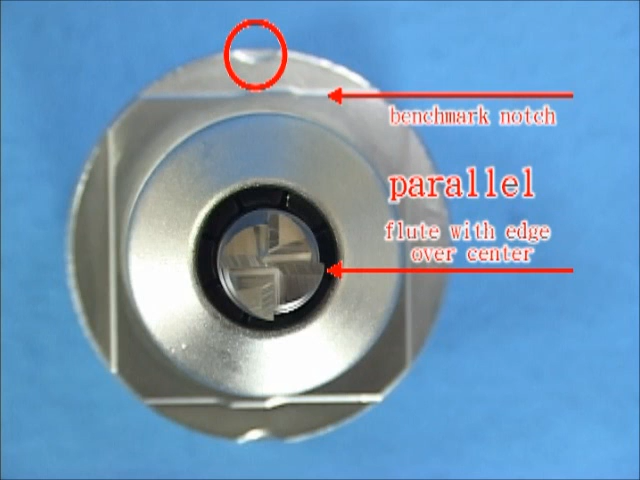 benchmark notch
parallel
flute with edge
over center